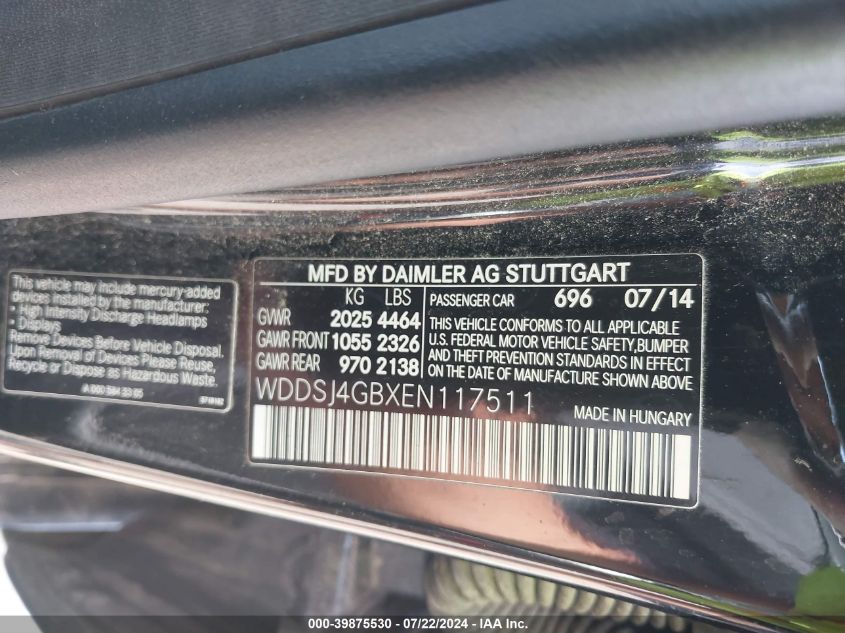 This vehicle may include mercury-added
devices installed by the manufacturer:
• High Intensity Discharge Headlamps
• Displays
Remove Devices Before Vehicle Disposal.
Upon Removal of Devices Please Reuse,
Recycle or Dispose as Hazardous Waste.
MFD BY DAIMLER AG STUTTGART
KG LBS
GVWR 2025 4464
GAWR FRONT 1055 2326
GAWR REAR 970 2138
PASSENGER CAR 696 07/14
THIS VEHICLE CONFORMS TO ALL APPLICABLE
U.S. FEDERAL MOTOR VEHICLE SAFETY,BUMPER
AND THEFT PREVENTION STANDARDS IN EFFECT
ON THE DATE OF MANUFACTURE SHOWN ABOVE
WDDSJ4GBXEN117511
MADE IN HUNGARY
000-39875530 - 07/22/2024 - IAA Inc.